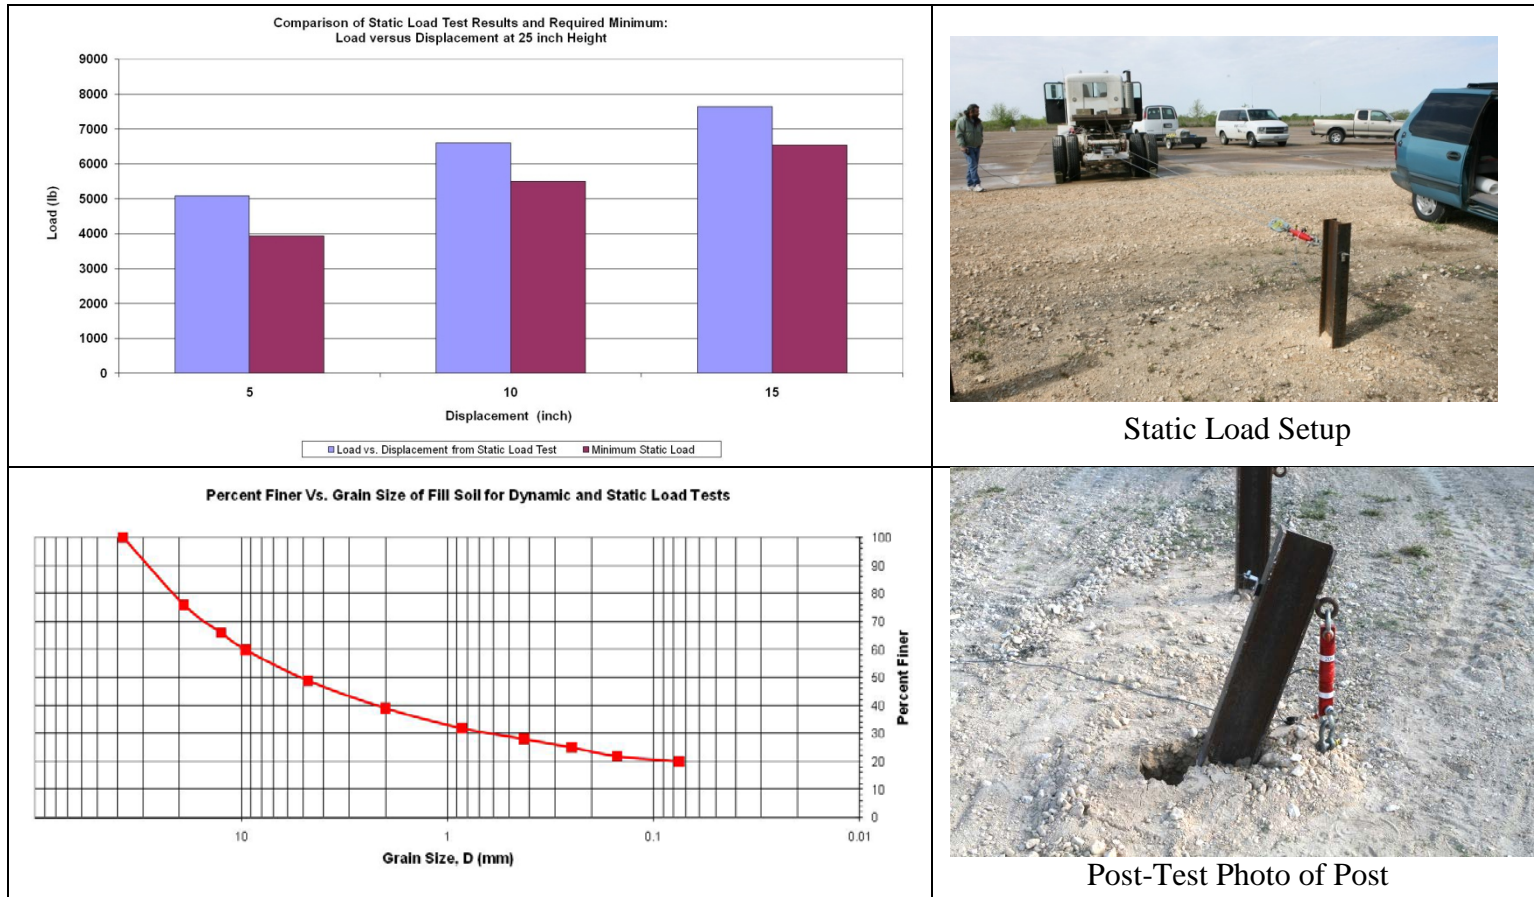 Comparison of Static Load Test Results and Required Minimum:
Load versus Displacement at 25 inch Height
9000
8000
7000
6000
5000
4000
3000
2000
1000
0
Load (lb)
5 10 15
Displacement (inch)
Load vs. Displacement from Static Load Test Minimum Static Load
Static Load Setup
Percent Finer Vs. Grain Size of Fill Soil for Dynamic and Static Load Tests
100
90
80
70
60
50
40
30
20
10
0
Percent Finer
10 1 0.1 0.01
Grain Size, D (mm)
Post-Test Photo of Post